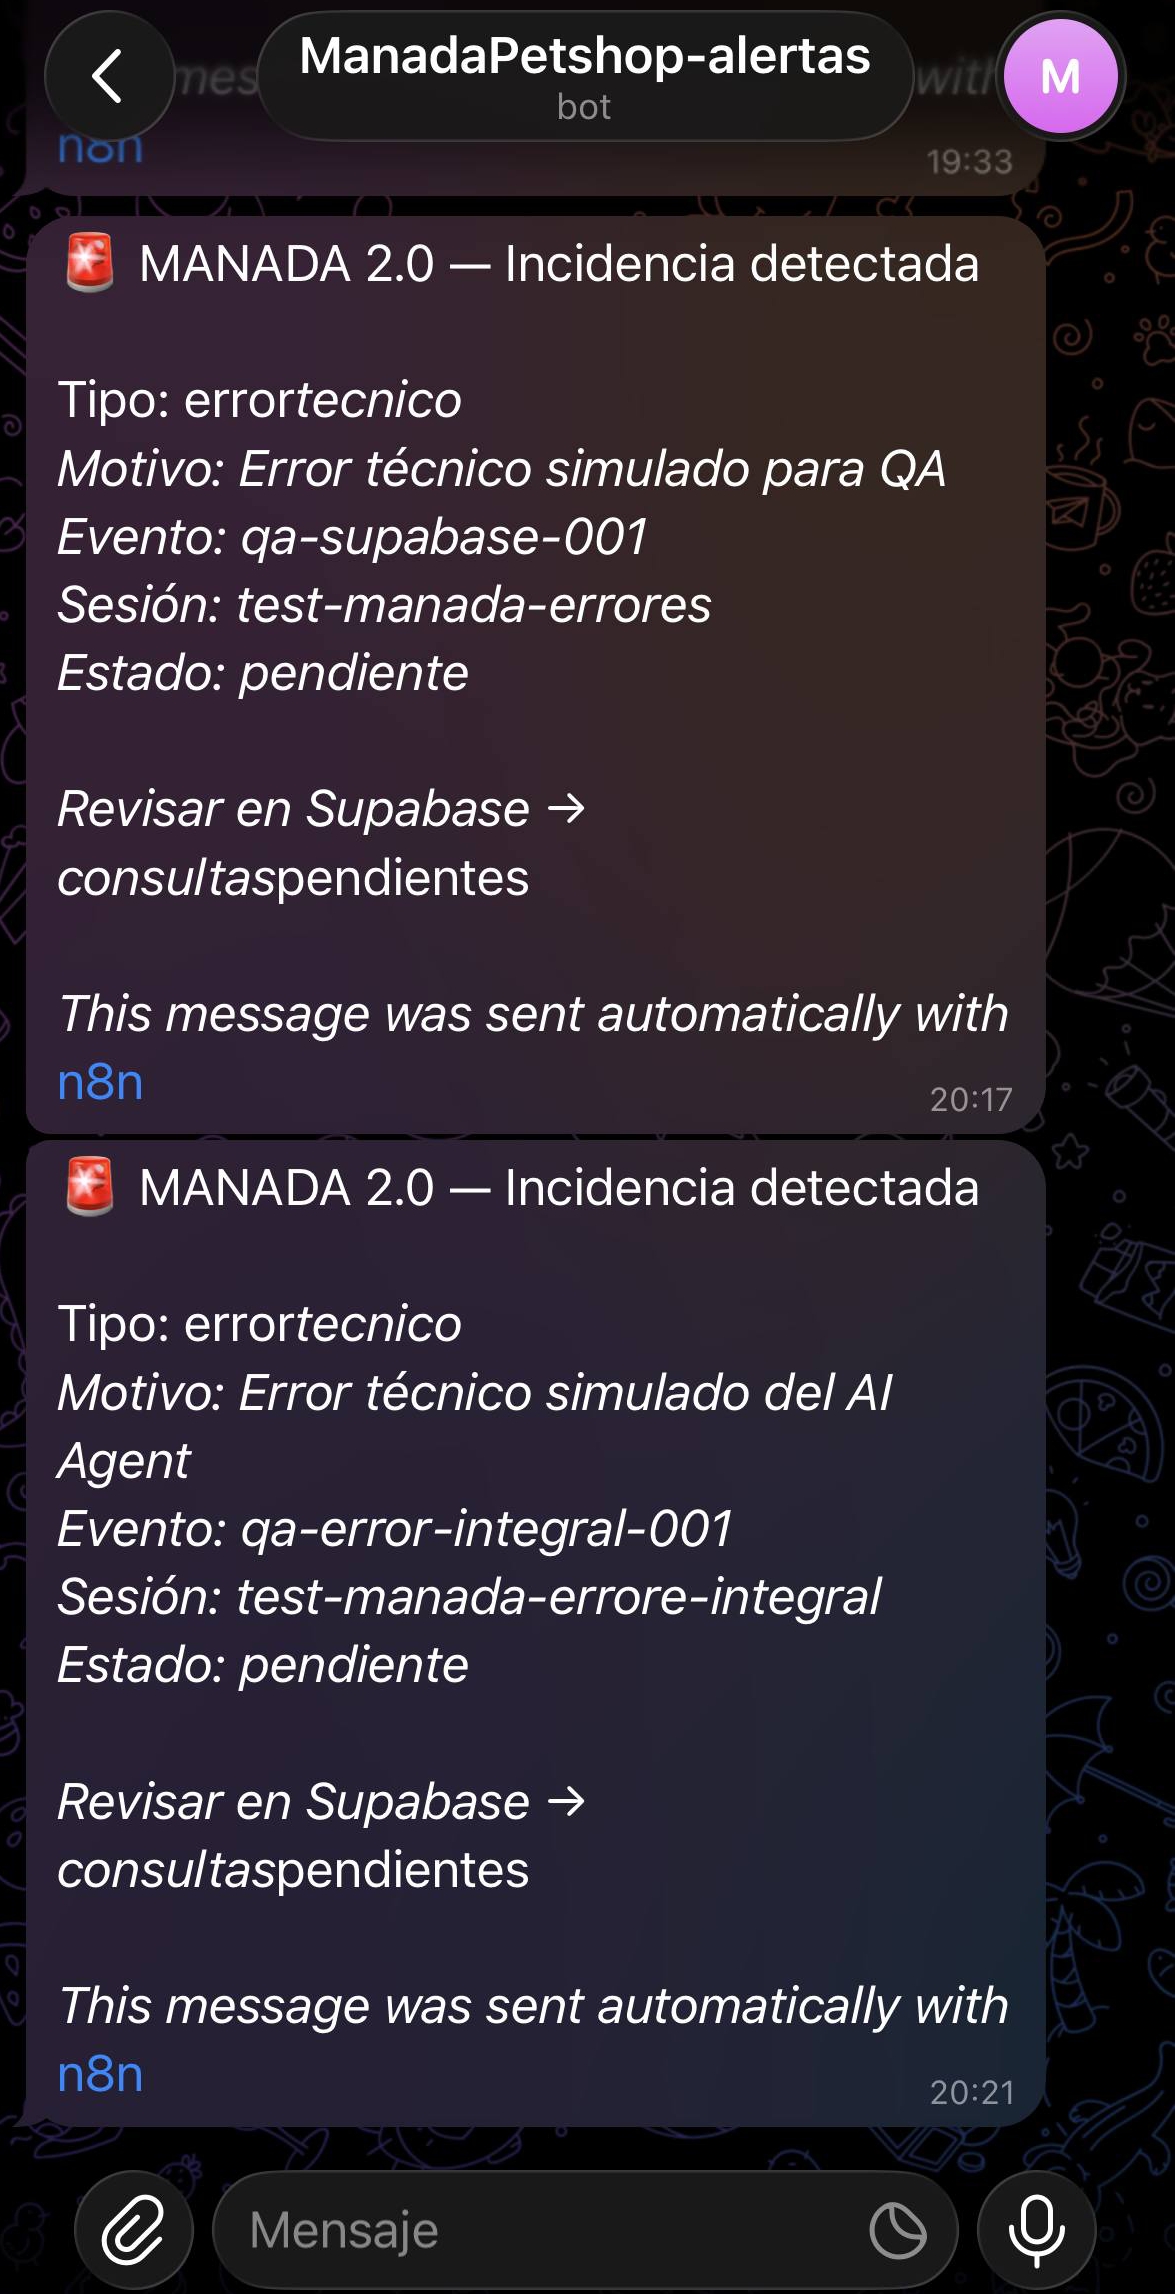 ManadaPetshop-alertas
bot
mes
with
n8n
19:33
🚨 MANADA 2.0 — Incidencia detectada
Tipo: errortecnico
Motivo: Error técnico simulado para QA
Evento: qa-supabase-001
Sesión: test-manada-errores
Estado: pendiente
Revisar en Supabase →
consultaspendientes
This message was sent automatically with
n8n
20:17
🚨 MANADA 2.0 — Incidencia detectada
Tipo: errortecnico
Motivo: Error técnico simulado del AI
Agent
Evento: qa-error-integral-001
Sesión: test-manada-errore-integral
Estado: pendiente
Revisar en Supabase →
consultaspendientes
This message was sent automatically with
n8n
20:21
Mensaje
M